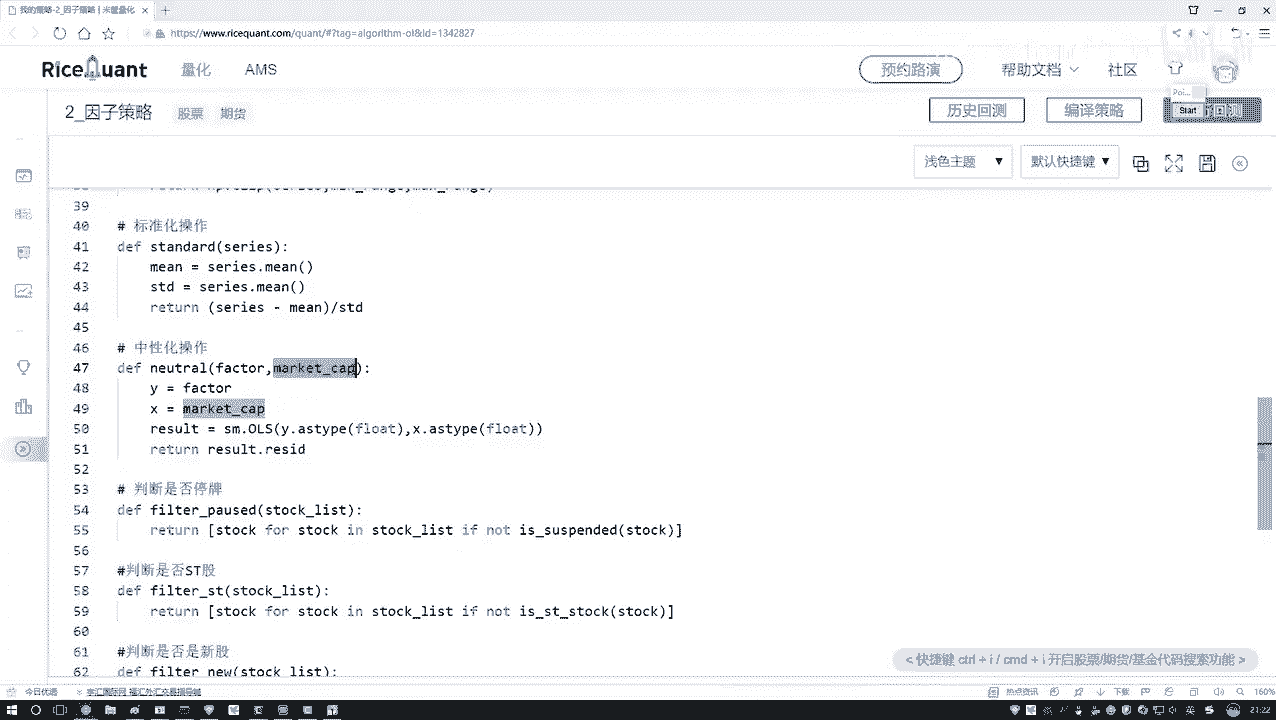 我的策略-2_因子策略 | 米筐量化
https://www.ricequant.com/quant/#?tag=algorithm-ol&id=1342827
RiceQuant 量化 AMS 预约路演 帮助文档 社区
2_因子策略 股票 期货 历史回测 编译策略
Start
浅色主题 默认快捷键
39
40 # 标准化操作
41 def standard(series):
42 mean = series.mean()
43 std = series.mean()
44 return (series - mean)/std
45
46 # 中性化操作
47 def neutral(factor,market_cap):
48 y = factor
49 x = market_cap
50 result = sm.OLS(y.astype(float),x.astype(float))
51 return result.resid
52
53 # 判断是否停牌
54 def filter_paused(stock_list):
55 return [stock for stock in stock_list if not is_suspended(stock)]
56
57 #判断是否ST股
58 def filter_st(stock_list):
59 return [stock for stock in stock_list if not is_st_stock(stock)]
60
61 #判断是否是新股
62 def filter_new(stock_list):
< 快捷键 ctrl + i / cmd + i 开启股票/期货/基金代码搜索功能 >
今日优选 热点资讯 下载 160%
21:22